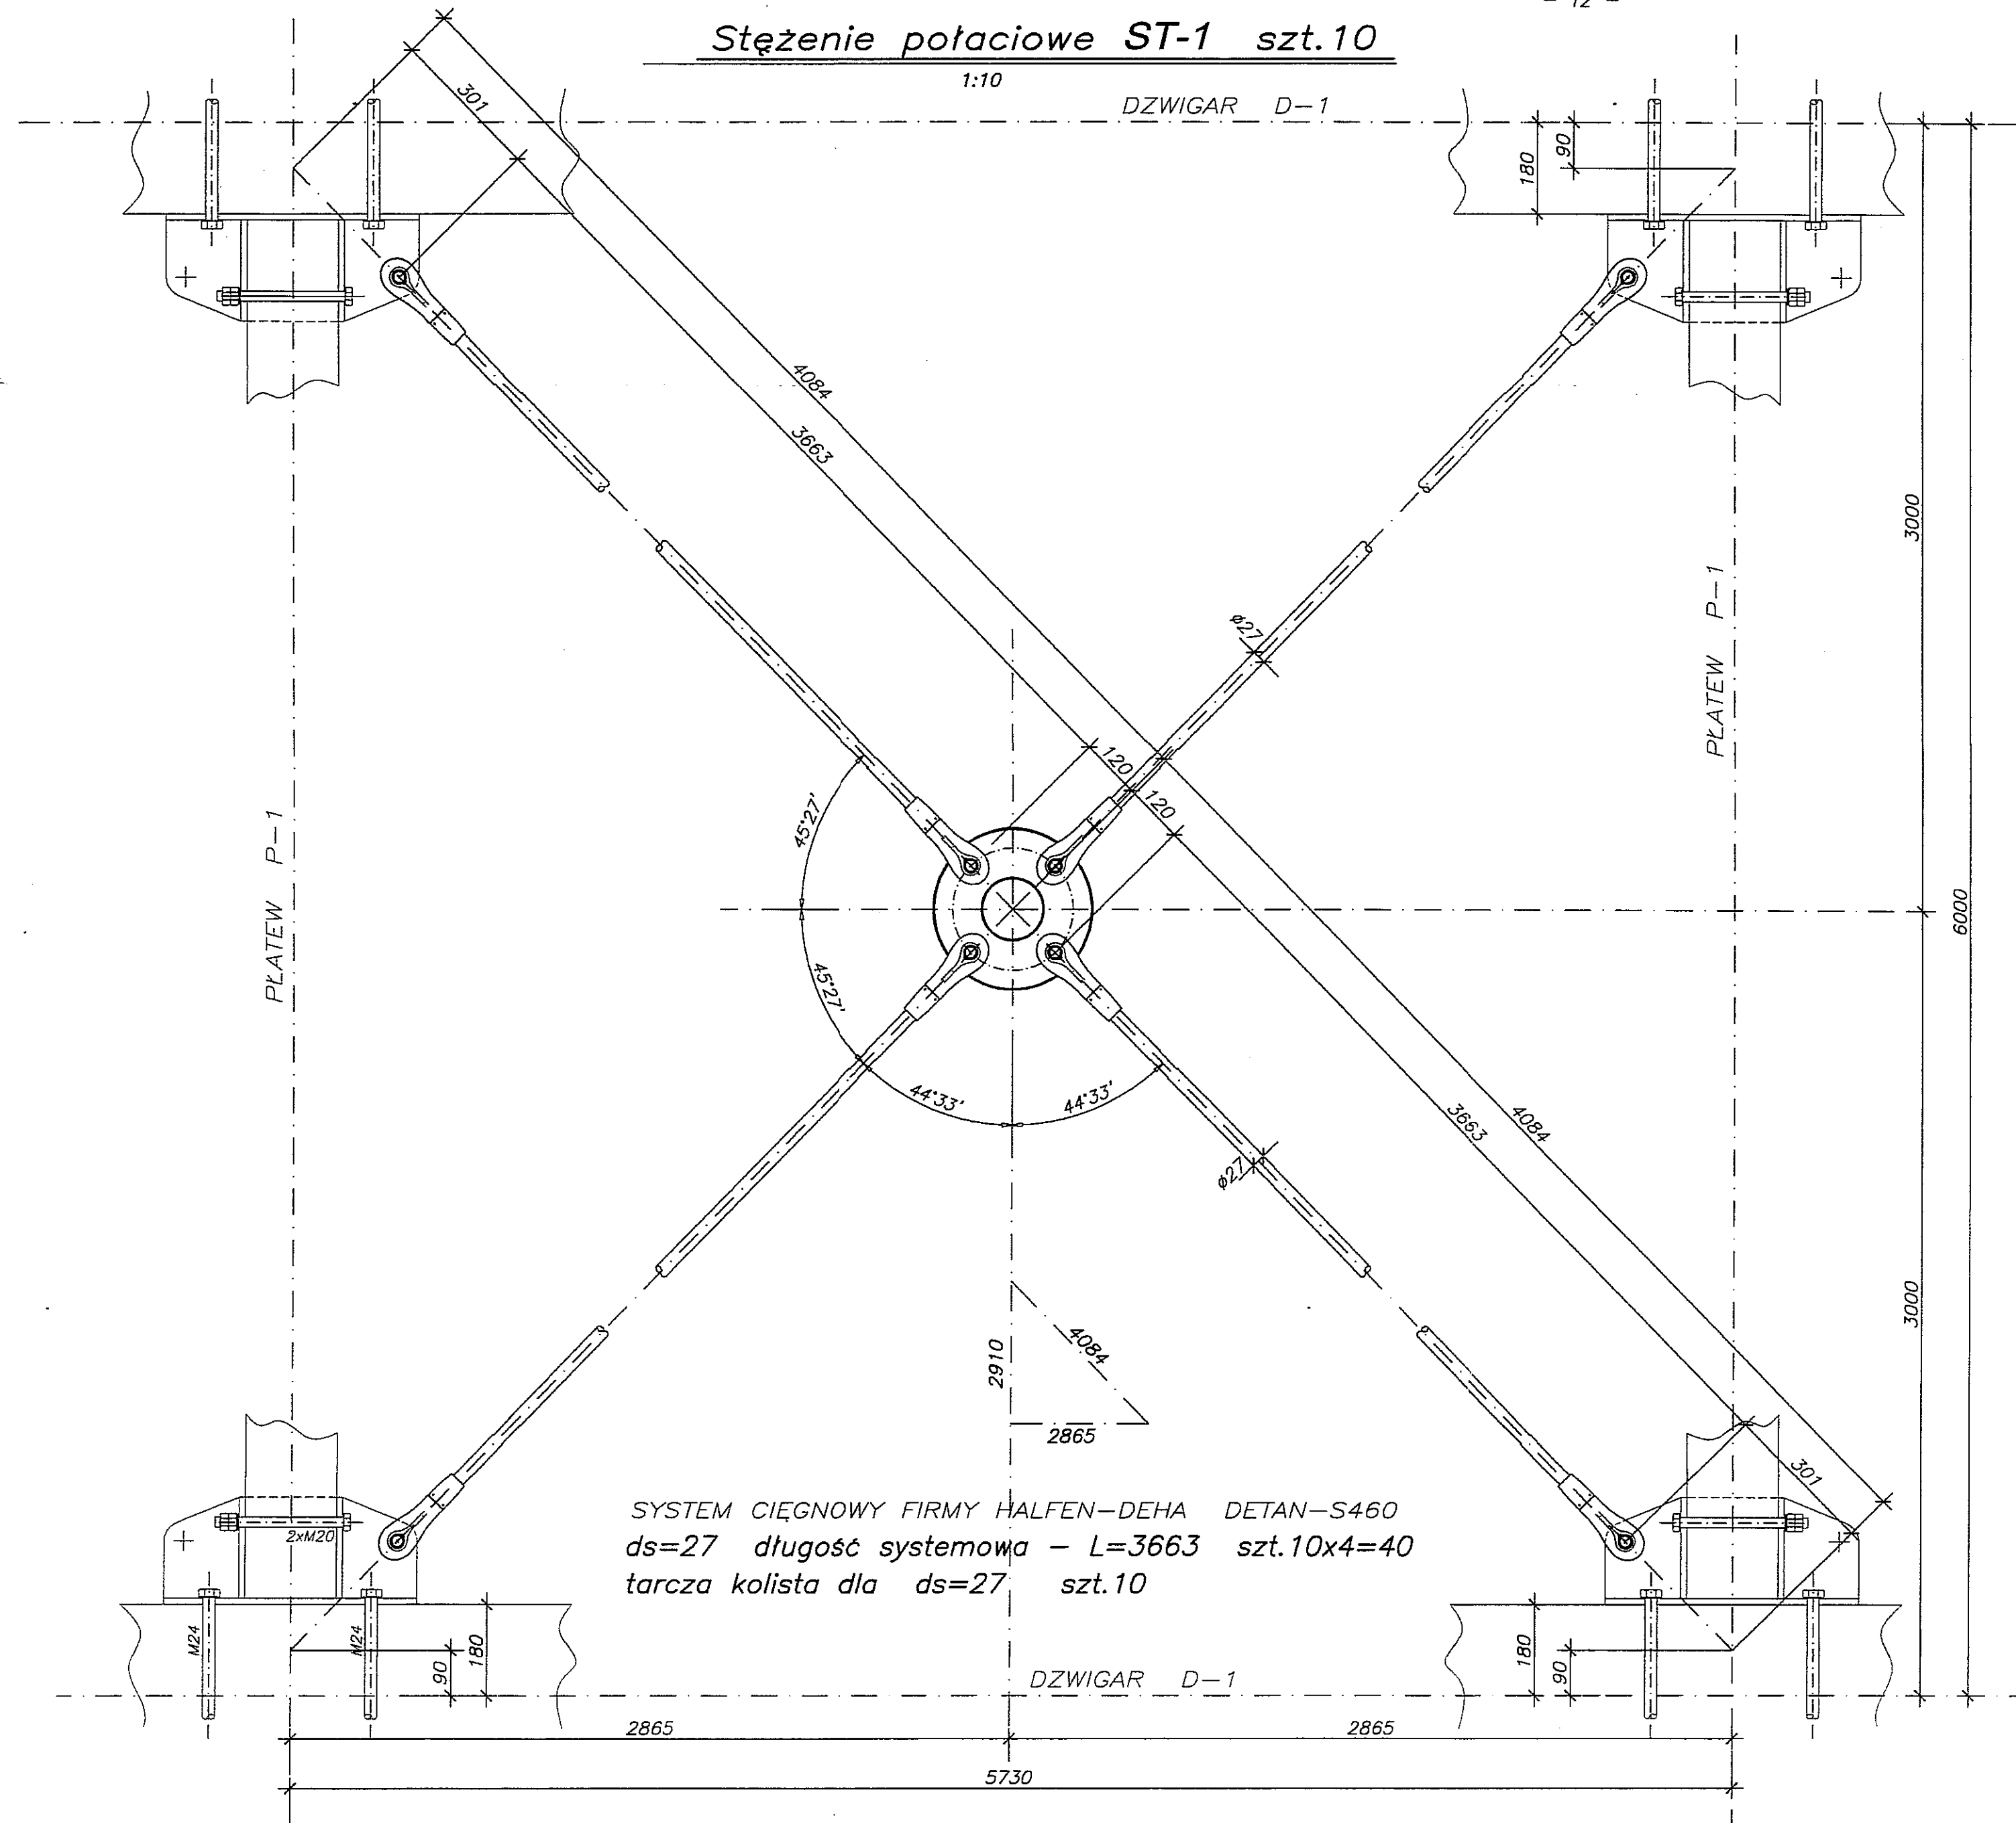 - 12 -
Stężenie połaciowe ST-1 szt.10
1:10
DZWIGAR D-1
301
180
90
4084
3663
3000
ø27
PŁATEW P-1
120
120
45°27'
PŁATEW P-1
6000
45°27'
44°33'
44°33'
ø27
3663
4084
3000
4084
2910
2865
301
SYSTEM CIĘGNOWY FIRMY HALFEN-DEHA DETAN-S460
2xM20
ds=27 długość systemowa - L=3663 szt.10x4=40
tarcza kolista dla ds=27 szt.10
M24
M24
90
180
180
90
DZWIGAR D-1
2865
2865
5730